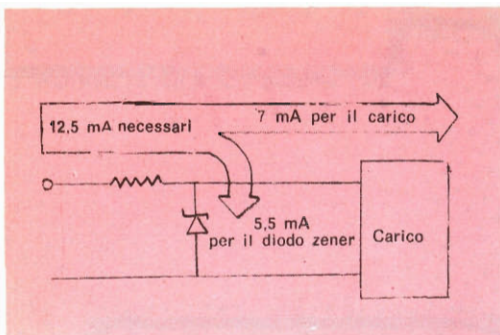 7 mA per il carico
12,5 mA necessari
5,5 mA
per il diodo zener
Carico